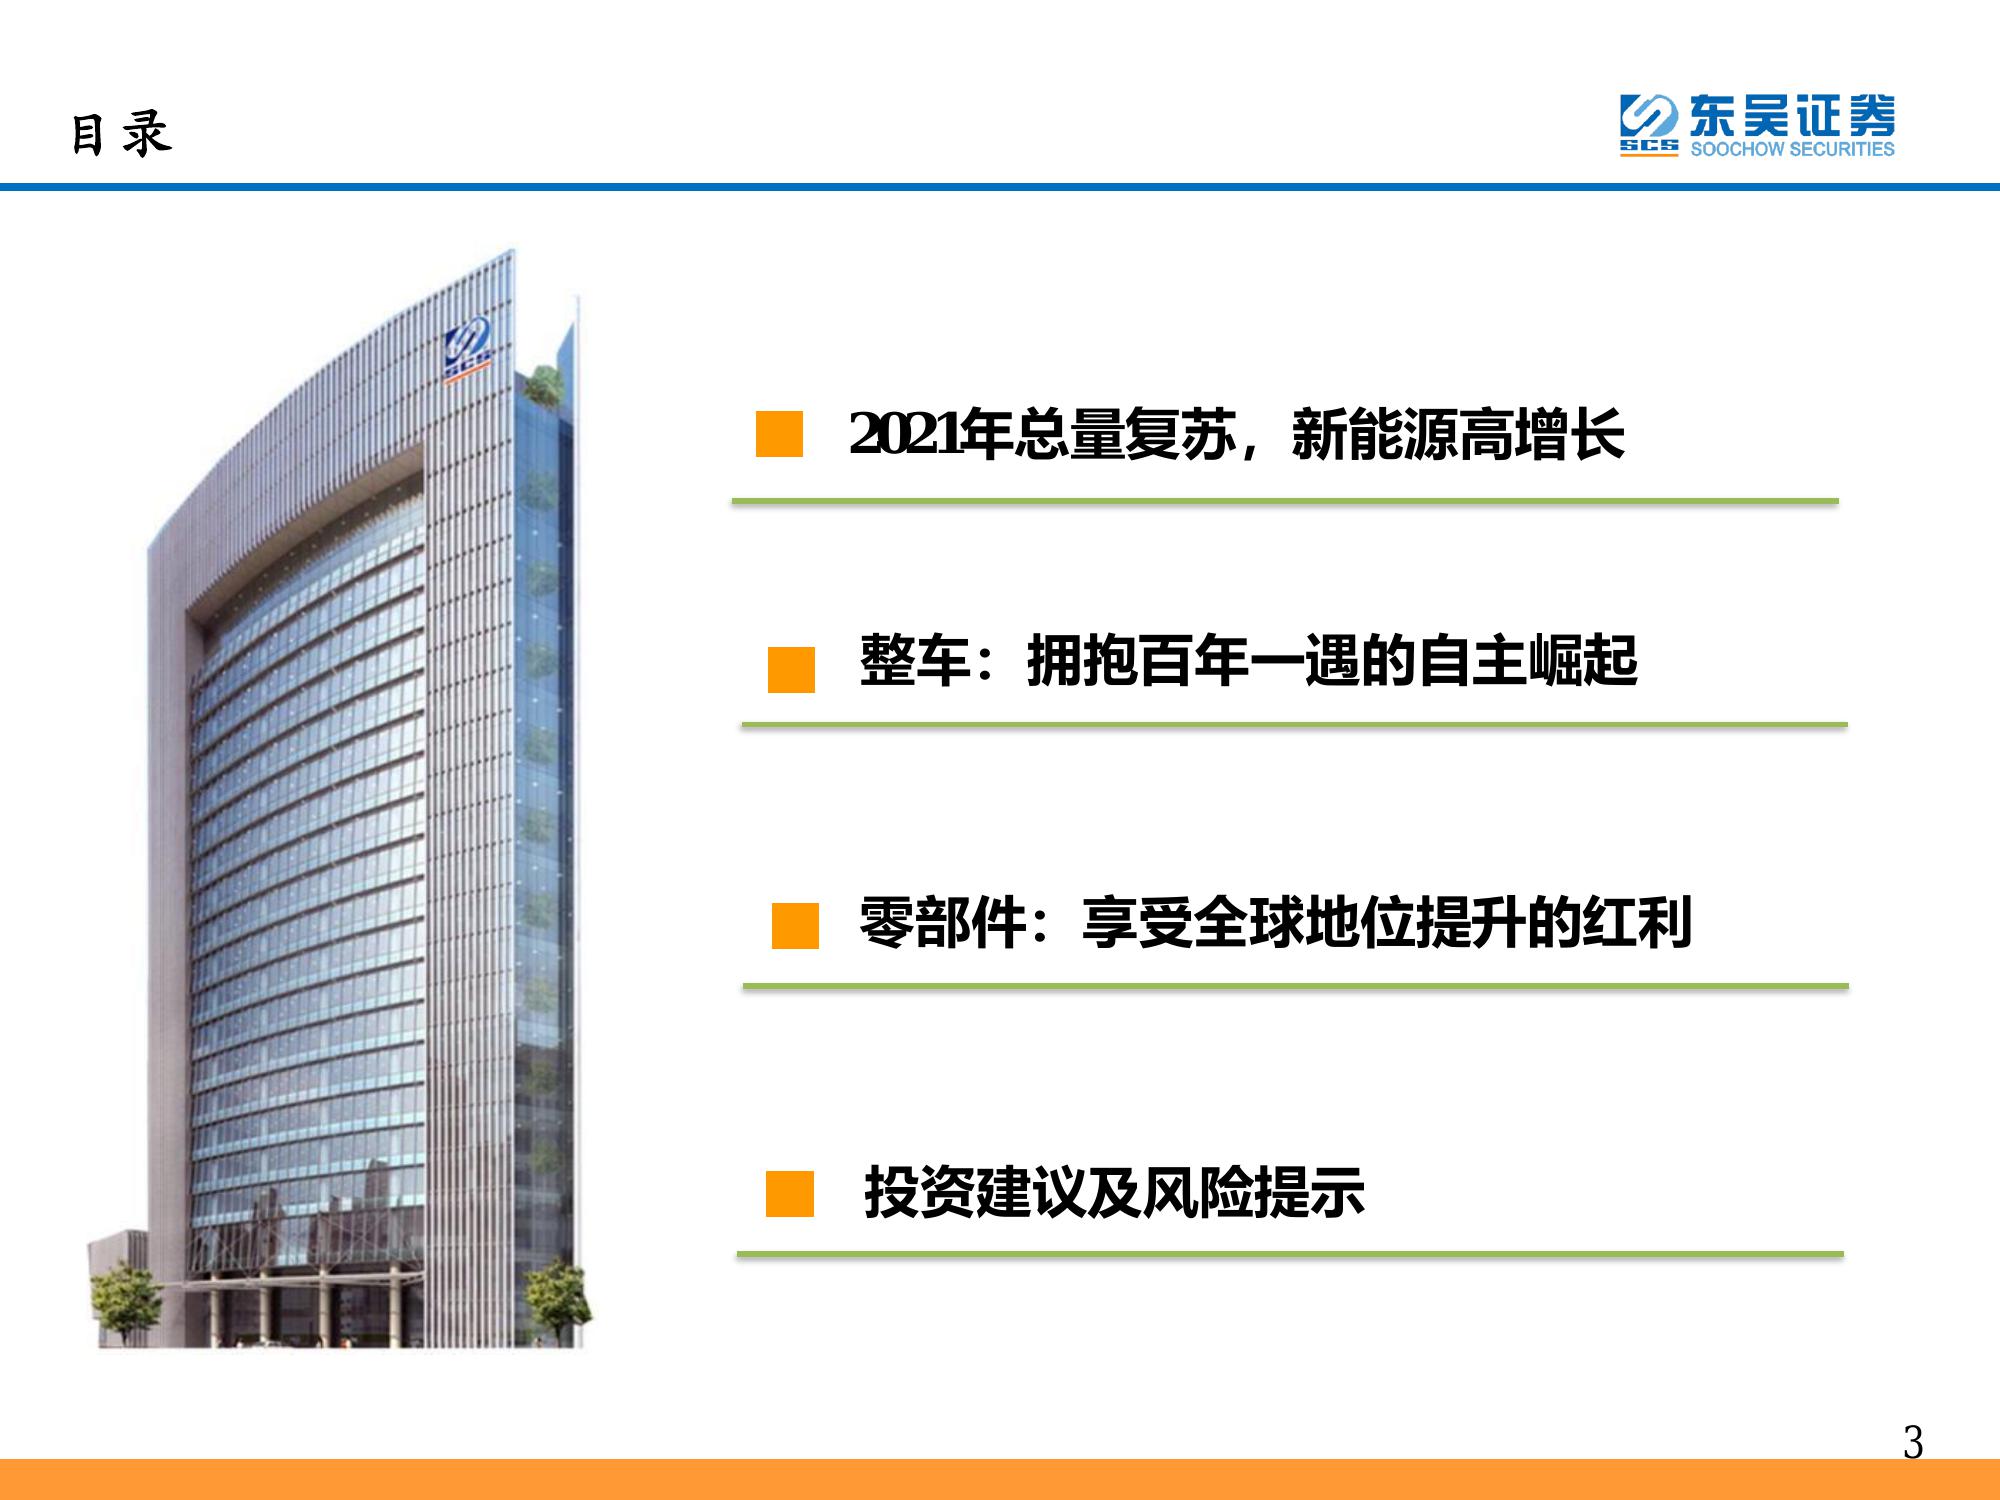 目录
SCS
东吴证券
SOOCHOW SECURITIES
SCS
2021年总量复苏，新能源高增长
整车：拥抱百年一遇的自主崛起
零部件：享受全球地位提升的红利
投资建议及风险提示
3